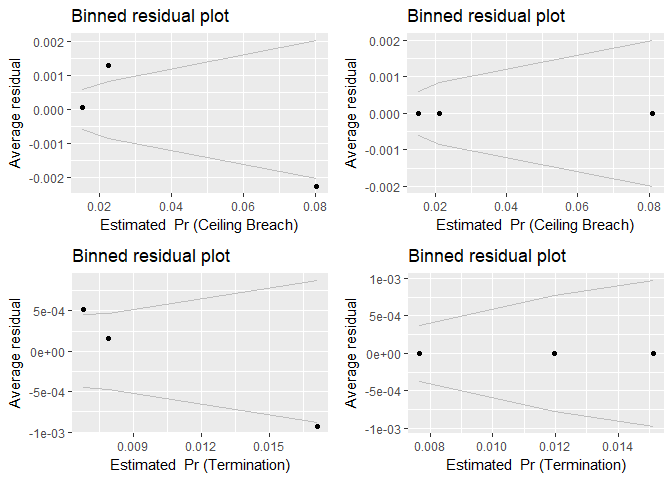 Binned residual plot
0.002
0.001
0.000
-0.001
-0.002
Average residual
0.02 0.04 0.06 0.08
Estimated Pr (Ceiling Breach)
Binned residual plot
0.002
0.001
0.000
-0.001
-0.002
Average residual
0.02 0.04 0.06 0.08
Estimated Pr (Ceiling Breach)
Binned residual plot
5e-04
0e+00
-5e-04
-1e-03
Average residual
0.009 0.012 0.015
Estimated Pr (Termination)
Binned residual plot
1e-03
5e-04
0e+00
-5e-04
-1e-03
Average residual
0.008 0.010 0.012 0.014
Estimated Pr (Termination)